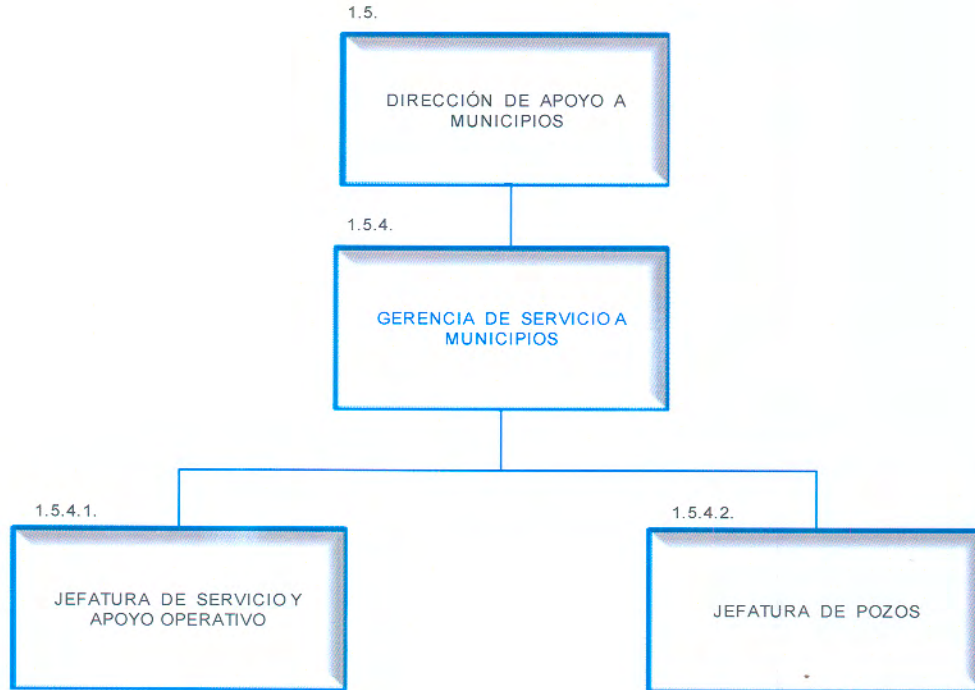 1.5.
DIRECCIÓN DE APOYO A
MUNICIPIOS
1.5.4.
GERENCIA DE SERVICIO A
MUNICIPIOS
1.5.4.1.
JEFATURA DE SERVICIO Y
APOYO OPERATIVO
1.5.4.2.
JEFATURA DE POZOS